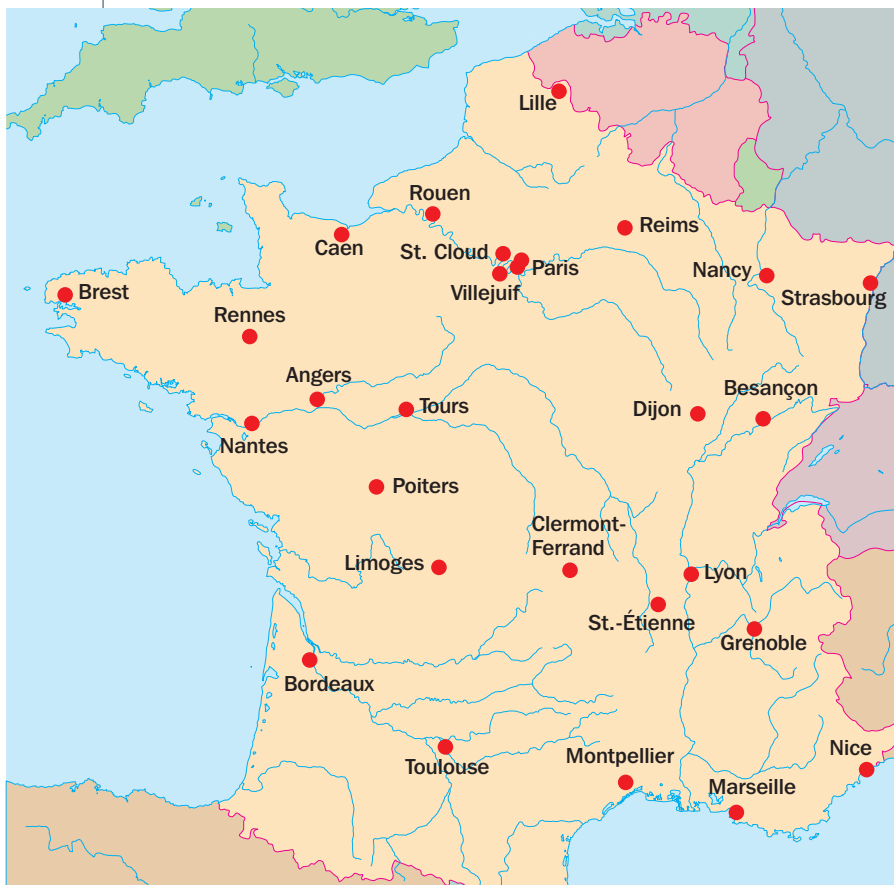 Lille
Rouen
Reims
Caen
St. Cloud
Paris
Nancy
Villejuif
Strasbourg
Brest
Rennes
Angers
Besançon
Tours
Dijon
Nantes
Poiters
Clermont-
Ferrand
Limoges
Lyon
St.-Étienne
Grenoble
Bordeaux
Nice
Montpellier
Toulouse
Marseille